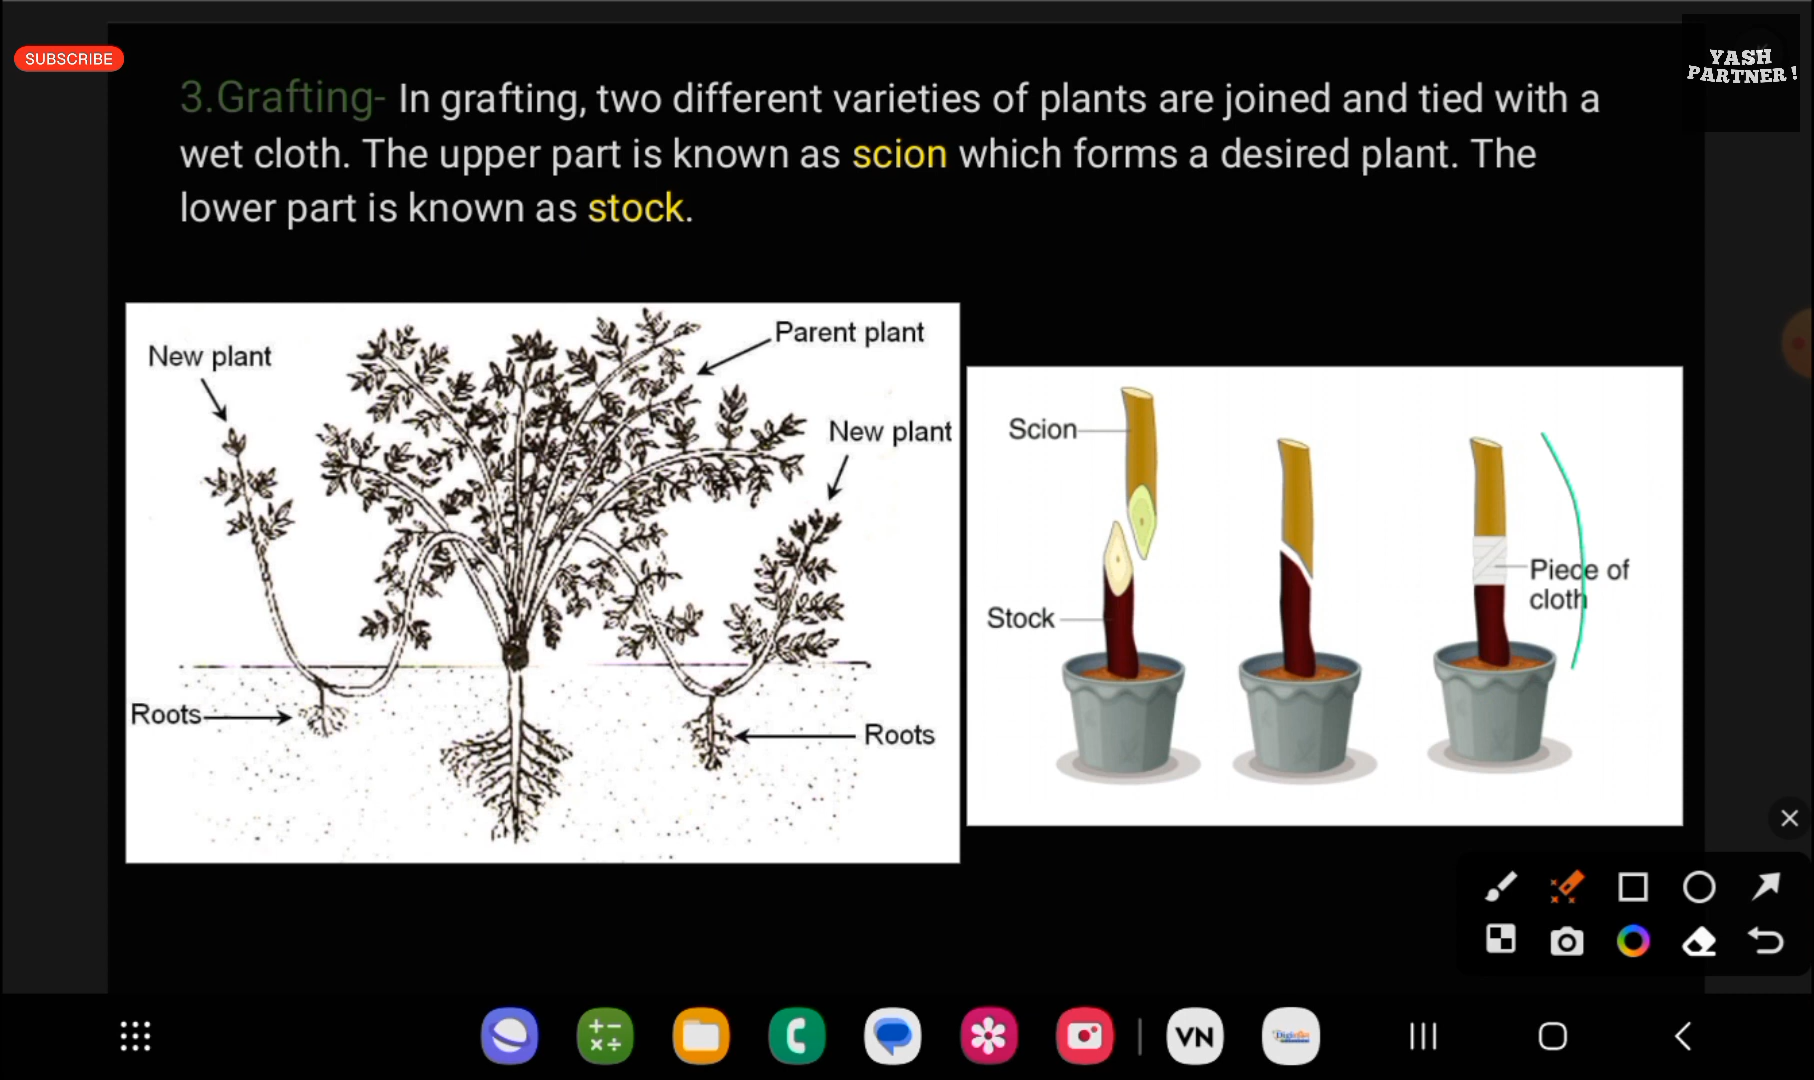 SUBSCRIBE
YASH
PARTNER!
3.Grafting- In grafting, two different varieties of plants are joined and tied with a
wet cloth. The upper part is known as scion which forms a desired plant. The
lower part is known as stock.
New plant
Parent plant
New plant
Roots
Roots
Scion
Stock
Piece of
cloth
VN